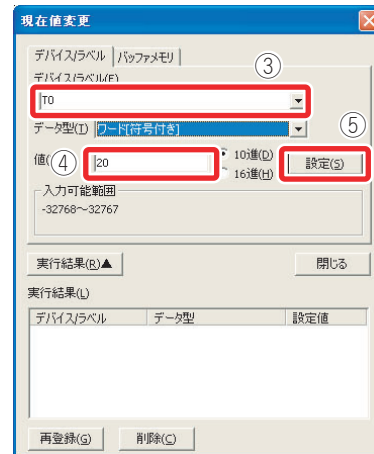 現在値変更
デバイス/ラベル バッファメモリ
③
デバイス/ラベル(E)
T0
データ型(T) ワード[符号付き]
⑤
値( ④ 20 10進(D) 16進(H) 設定(S)
入力可能範囲
-32768～32767
実行結果(R)▲ 閉じる
実行結果(L)
デバイス/ラベル データ型 設定値
再登録(G) 削除(C)